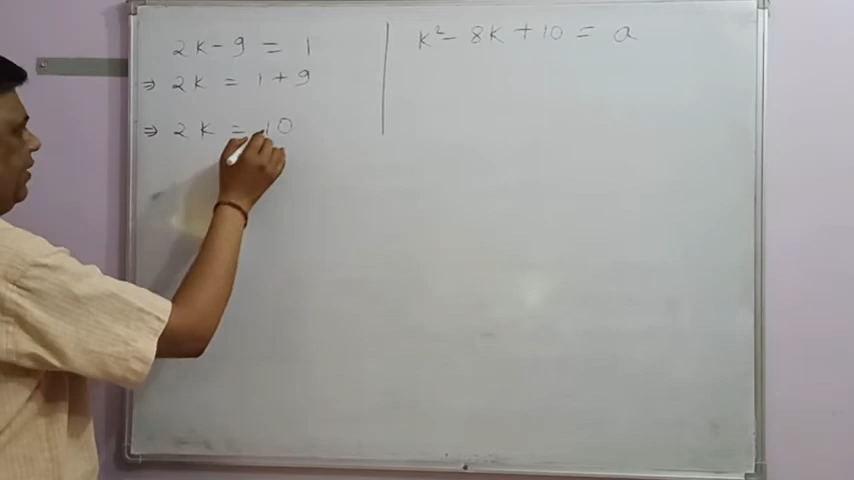 2k - 9 = 1
⇒ 2k = 1 + 9
⇒ 2k = 10
k² - 8k + 10 = a